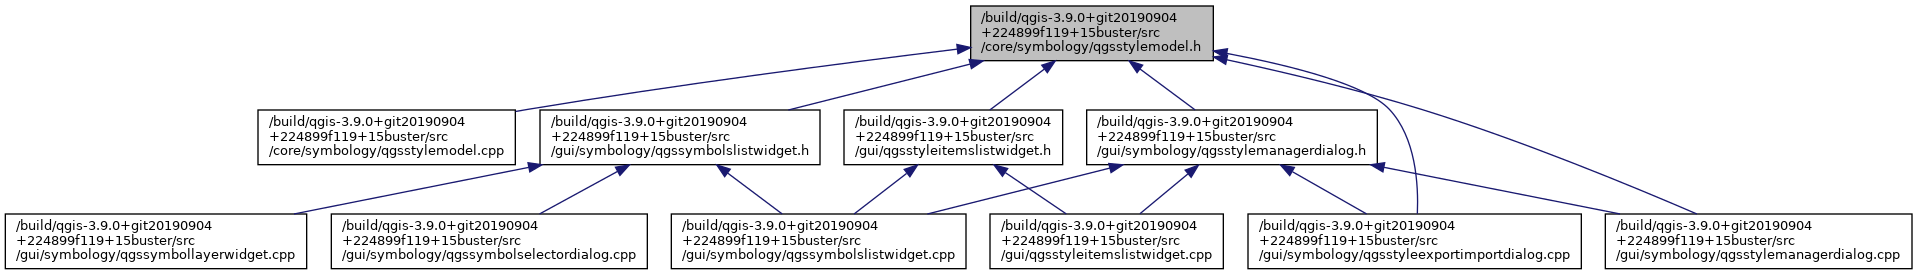 /build/qgis-3.9.0+git20190904
+224899f119+15buster/src
/core/symbology/qgsstylemodel.h
/build/qgis-3.9.0+git20190904
+224899f119+15buster/src
/core/symbology/qgsstylemodel.cpp
/build/qgis-3.9.0+git20190904
+224899f119+15buster/src
/gui/symbology/qgssymbolslistwidget.h
/build/qgis-3.9.0+git20190904
+224899f119+15buster/src
/gui/qgsstyleitemslistwidget.h
/build/qgis-3.9.0+git20190904
+224899f119+15buster/src
/gui/symbology/qgsstylemanagerdialog.h
/build/qgis-3.9.0+git20190904
+224899f119+15buster/src
/gui/symbology/qgssymbollayerwidget.cpp
/build/qgis-3.9.0+git20190904
+224899f119+15buster/src
/gui/symbology/qgssymbolselectordialog.cpp
/build/qgis-3.9.0+git20190904
+224899f119+15buster/src
/gui/symbology/qgssymbolslistwidget.cpp
/build/qgis-3.9.0+git20190904
+224899f119+15buster/src
/gui/qgsstyleitemslistwidget.cpp
/build/qgis-3.9.0+git20190904
+224899f119+15buster/src
/gui/symbology/qgsstyleexportimportdialog.cpp
/build/qgis-3.9.0+git20190904
+224899f119+15buster/src
/gui/symbology/qgsstylemanagerdialog.cpp